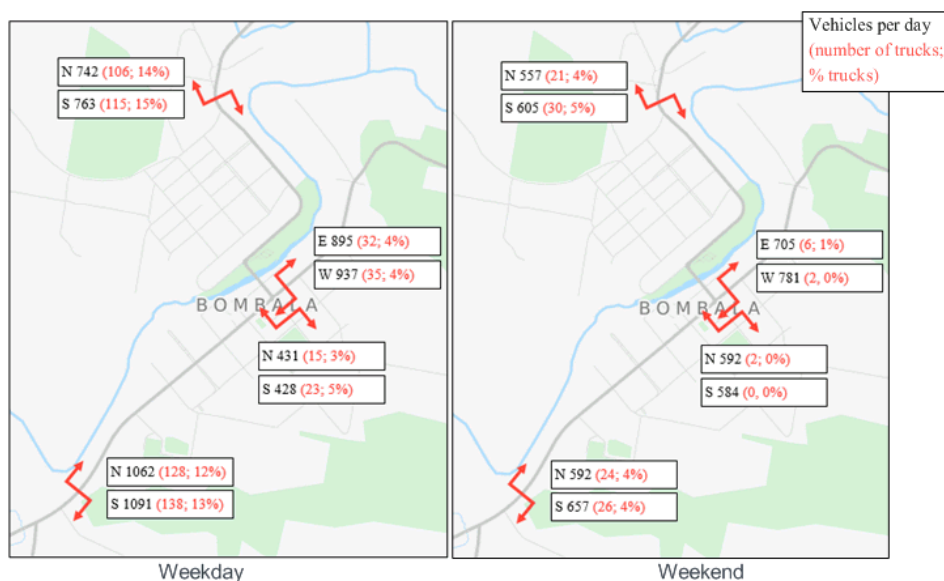 Vehicles per day
(number of trucks;
% trucks)
N 742 (106; 14%)
S 763 (115; 15%)
E 895 (32; 4%)
W 937 (35; 4%)
BOMBALA
N 431 (15; 3%)
S 428 (23; 5%)
N 1062 (128; 12%)
S 1091 (138; 13%)
Weekday
N 557 (21; 4%)
S 605 (30; 5%)
E 705 (6; 1%)
W 781 (2, 0%)
BOMBALA
N 592 (2; 0%)
S 584 (0, 0%)
N 592 (24; 4%)
S 657 (26; 4%)
Weekend